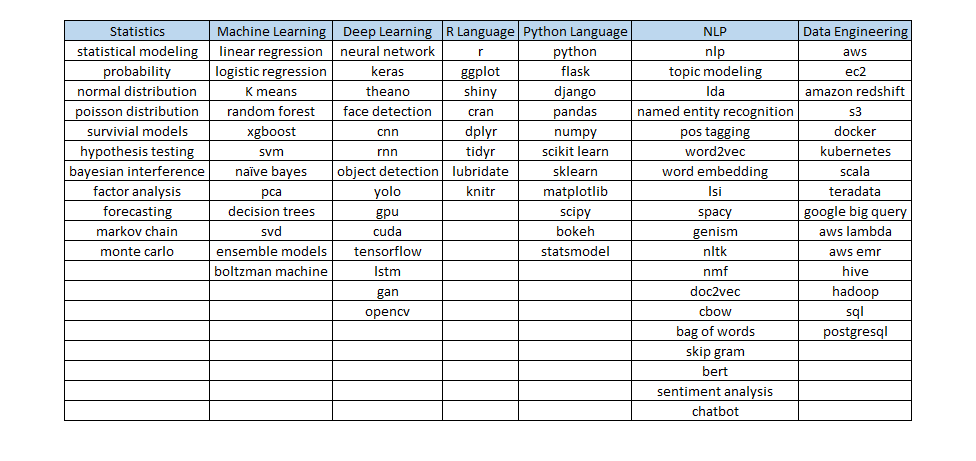 Statistics Machine Learning Deep Learning R Language Python Language NLP Data Engineering
statistical modeling linear regression neural network r python nlp aws
probability logistic regression keras ggplot flask topic modeling ec2
normal distribution K means theano shiny django lda amazon redshift
poisson distribution random forest face detection cran pandas named entity recognition s3
survivial models xgboost cnn dplyr numpy pos tagging docker
hypothesis testing svm rnn tidyr scikit learn word2vec kubernetes
bayesian interference naïve bayes object detection lubridate sklearn word embedding scala
factor analysis pca yolo knitr matplotlib lsi teradata
forecasting decision trees gpu scipy spacy google big query
markov chain svd cuda bokeh genism aws lambda
monte carlo ensemble models tensorflow statsmodel nltk aws emr
boltzman machine lstm nmf hive
gan doc2vec hadoop
opencv cbow sql
bag of words postgresql
skip gram
bert
sentiment analysis
chatbot